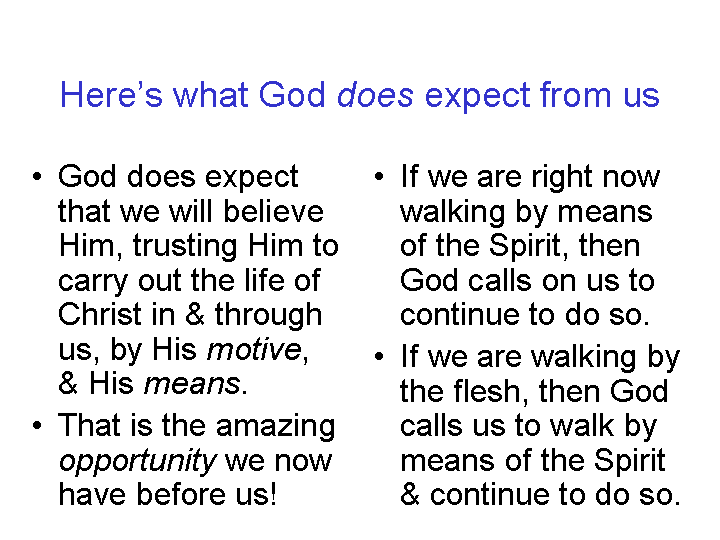 Here’s what God does expect from us
• God does expect
that we will believe
Him, trusting Him to
carry out the life of
Christ in & through
us, by His motive,
& His means.
• That is the amazing
opportunity we now
have before us!
• If we are right now
walking by means
of the Spirit, then
God calls on us to
continue to do so.
• If we are walking by
the flesh, then God
calls us to walk by
means of the Spirit
& continue to do so.